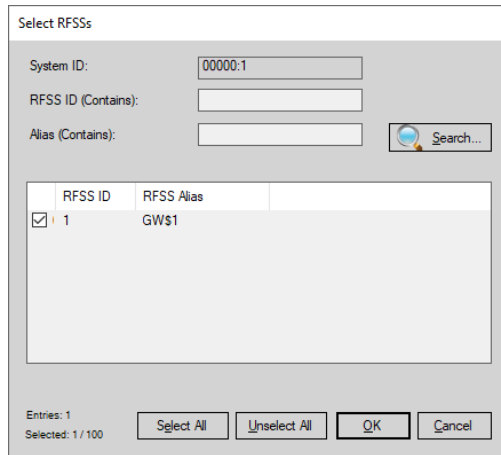 Select RFSSs
System ID: 00000:1
RFSS ID (Contains):
Alias (Contains):
Search...
RFSS ID RFSS Alias
1 GW$1
Entries: 1
Selected: 1 / 100
Select All Unselect All OK Cancel